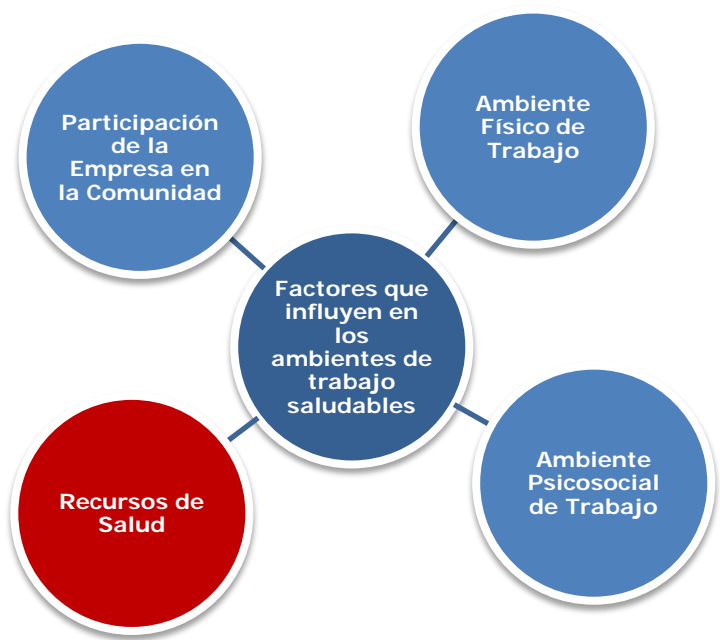 Participación
de la
Empresa en
la Comunidad
Ambiente
Físico de
Trabajo
Factores que
influyen en
los
ambientes de
trabajo
saludables
Recursos de
Salud
Ambiente
Psicosocial
de Trabajo